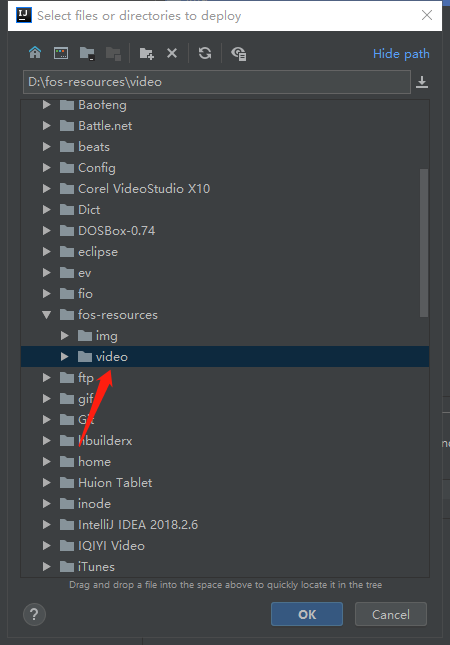 Select files or directories to deploy
Hide path
D:\fos-resources\video
Baofeng
Battle.net
beats
Config
Corel VideoStudio X10
Dict
DOSBox-0.74
eclipse
ev
fio
fos-resources
img
video
ftp
gif
Git
hbuilderx
home
Huion Tablet
inode
IntelliJ IDEA 2018.2.6
IQIYI Video
iTunes
Drag and drop a file into the space above to quickly locate it in the tree
?
OK
Cancel